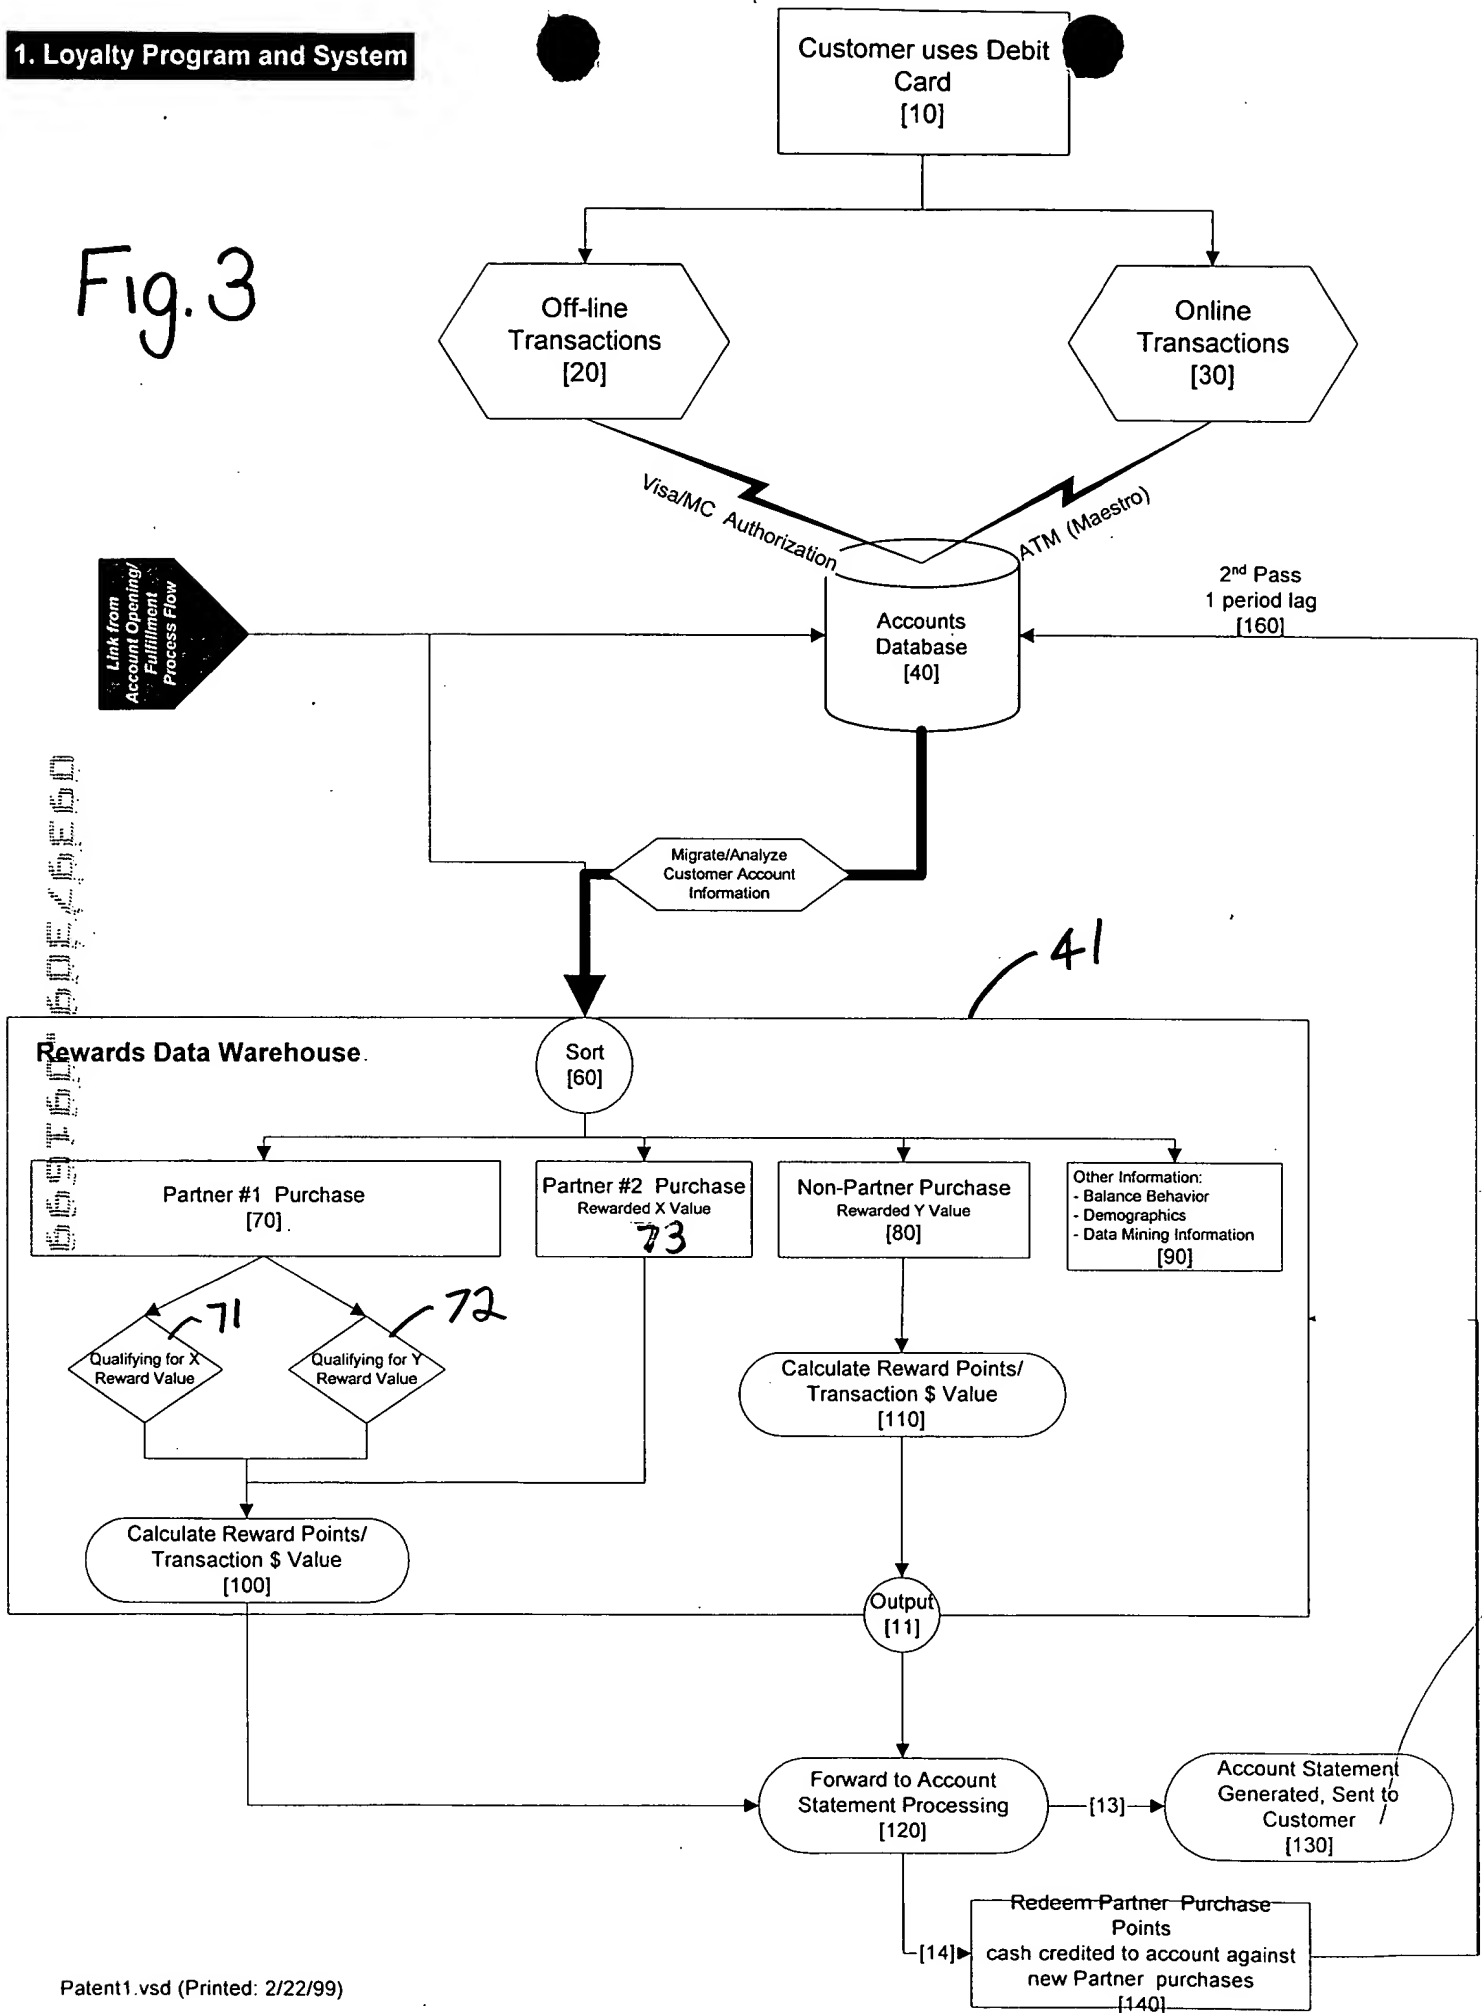 1. Loyalty Program and System
Customer uses Debit
Card
[10]
Fig. 3
Off-line
Transactions
[20]
Online
Transactions
[30]
Visa/MC Authorization
ATM (Maestro)
Link from
Account Opening/
Fulfillment
Process Flow
Accounts
Database
[40]
2nd Pass
1 period lag
[160]
Migrate/Analyze
Customer Account
Information
41
Rewards Data Warehouse
Sort
[60]
Partner #1 Purchase
[70]
Partner #2 Purchase
Rewarded X Value
73
Non-Partner Purchase
Rewarded Y Value
[80]
Other Information:
- Balance Behavior
- Demographics
- Data Mining Information
[90]
71
72
Qualifying for X
Reward Value
Qualifying for Y
Reward Value
Calculate Reward Points/
Transaction $ Value
[110]
Calculate Reward Points/
Transaction $ Value
[100]
Output
[11]
Forward to Account
Statement Processing
[120]
[13]
Account Statement
Generated, Sent to
Customer
[130]
[14]
Redeem Partner Purchase
Points
cash credited to account against
new Partner purchases
[140]
Patent1.vsd (Printed: 2/22/99)